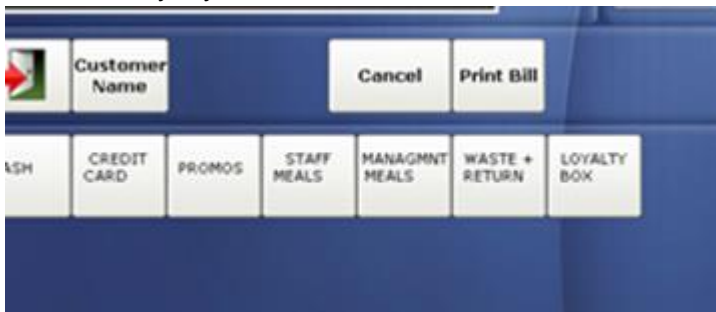 Customer
Name
Cancel
Print Bill
ASH
CREDIT
CARD
PROMOS
STAFF
MEALS
MANAGMNT
MEALS
WASTE +
RETURN
LOYALTY
BOX